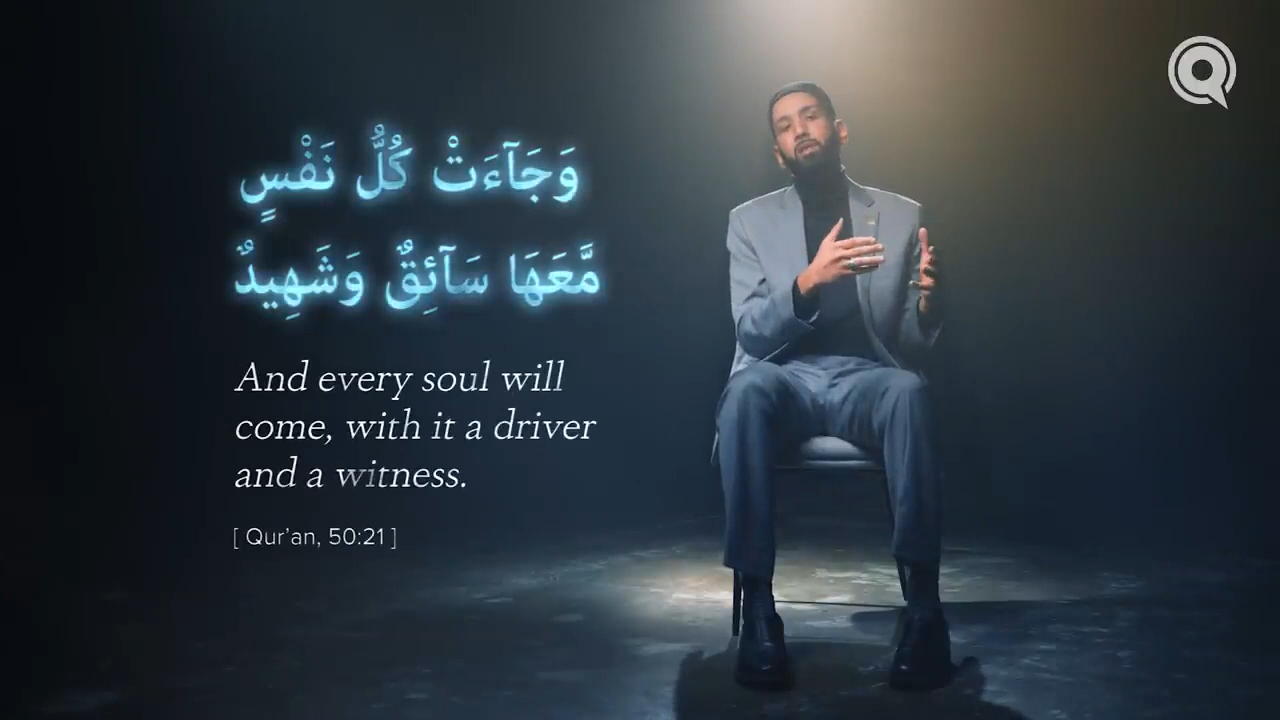 وَجَآءَتْ كُلُّ نَفْسٍ
مَّعَهَا سَآئِقٌ وَشَهِيدٌ
And every soul will
come, with it a driver
and a witness.
[ Qur’an, 50:21 ]